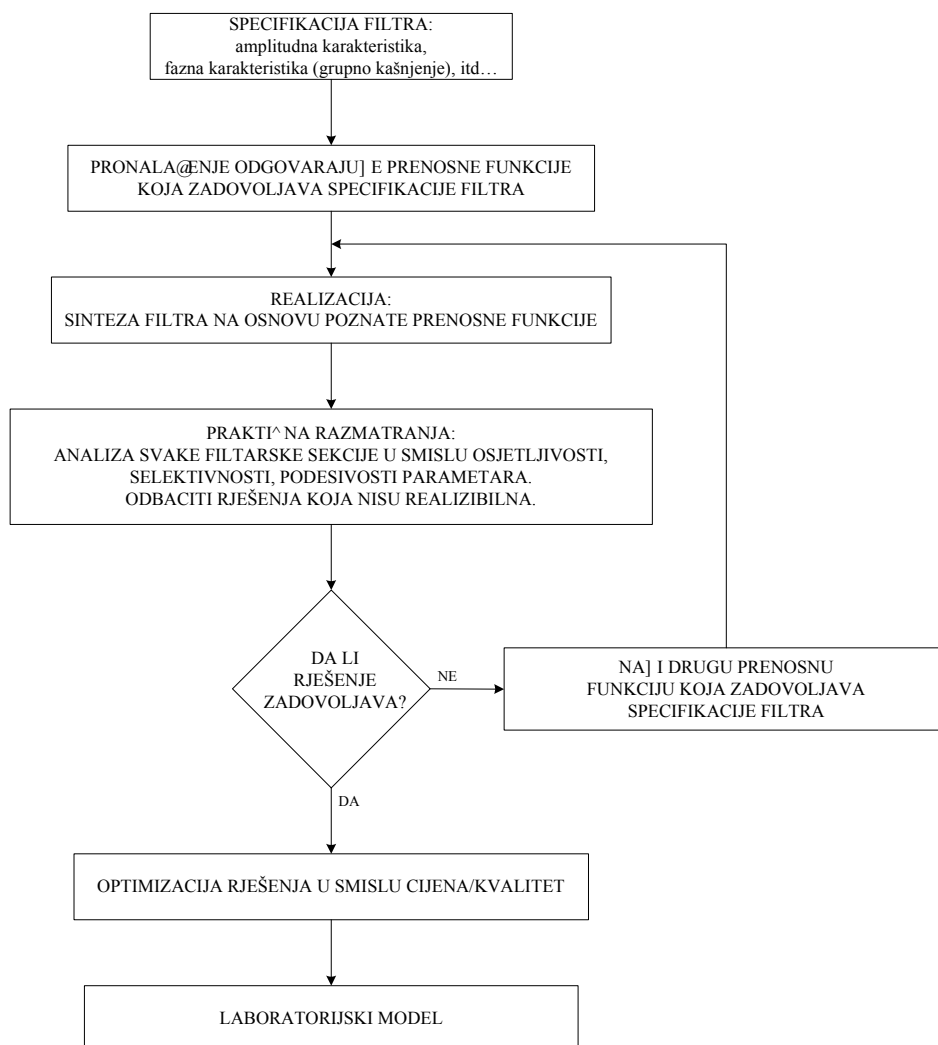 SPECIFIKACIJA FILTRA:
amplitudna karakteristika,
fazna karakteristika (grupno kašnjenje), itd…
PRONALA@ENJE ODGOVARAJU] E PRENOSNE FUNKCIJE
KOJA ZADOVOLJAVA SPECIFIKACIJE FILTRA
REALIZACIJA:
SINTEZA FILTRA NA OSNOVU POZNATE PRENOSNE FUNKCIJE
PRAKTI^ NA RAZMATRANJA:
ANALIZA SVAKE FILTARSKE SEKCIJE U SMISLU OSJETLJIVOSTI,
SELEKTIVNOSTI, PODESIVOSTI PARAMETARA.
ODBACITI RJEŠENJA KOJA NISU REALIZIBILNA.
DA LI
RJEŠENJE
ZADOVOLJAVA?
NE
NA] I DRUGU PRENOSNU
FUNKCIJU KOJA ZADOVOLJAVA
SPECIFIKACIJE FILTRA
DA
OPTIMIZACIJA RJEŠENJA U SMISLU CIJENA/KVALITET
LABORATORIJSKI MODEL